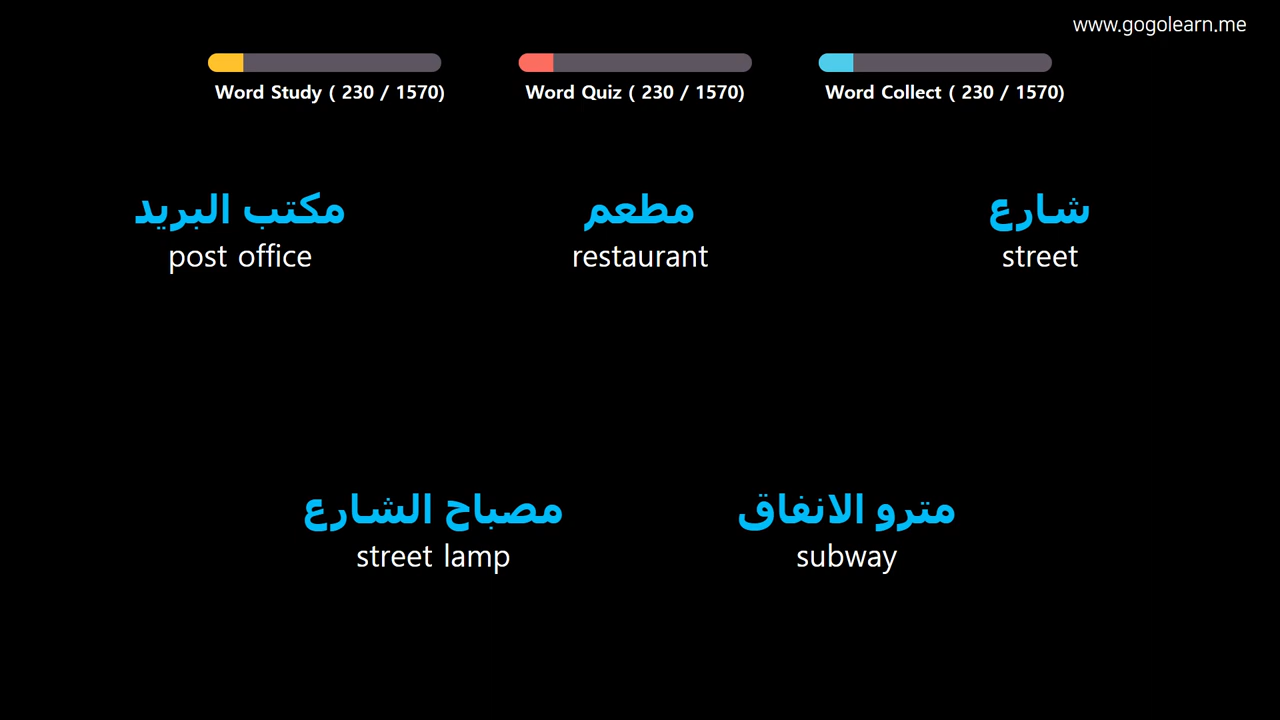 www.gogolearn.me
Word Study ( 230 / 1570)
Word Quiz ( 230 / 1570)
Word Collect ( 230 / 1570)
مكتب البريد
post office
مطعم
restaurant
شارع
street
مصباح الشارع
street lamp
مترو الانفاق
subway